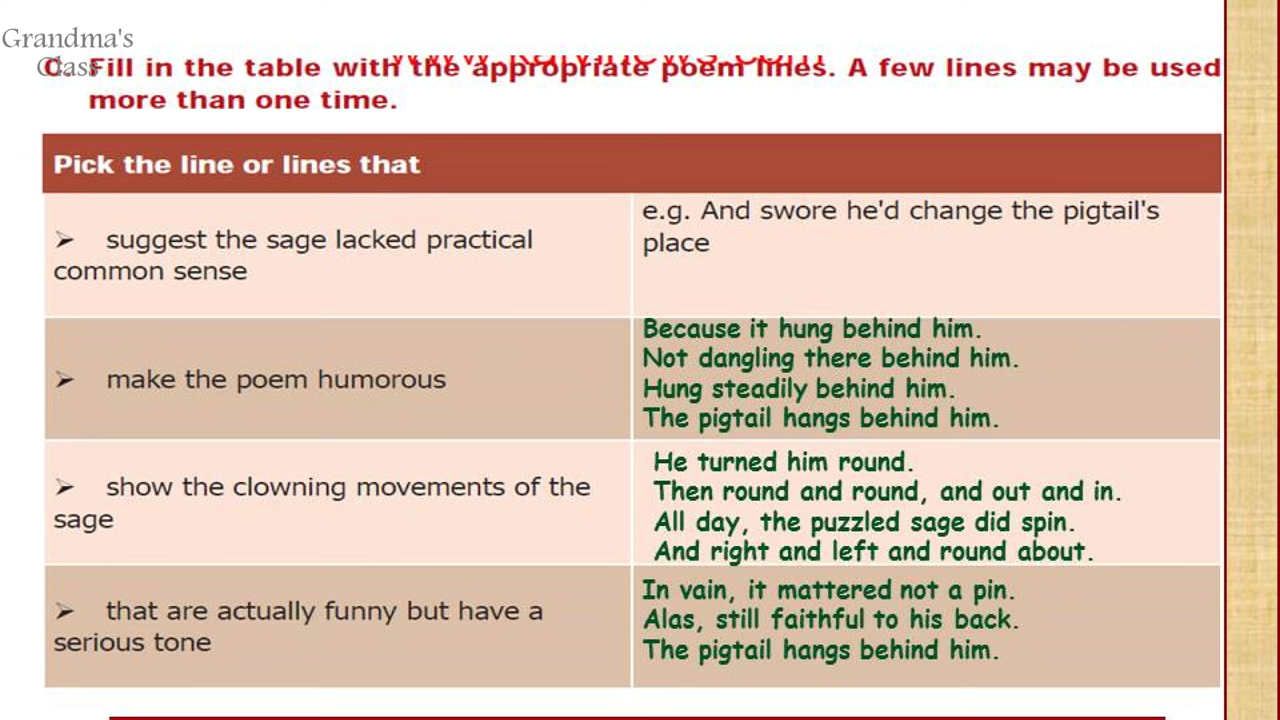 Grandma's
Class
C. Fill in the table with the appropriate poem lines. A few lines may be used
more than one time.
Pick the line or lines that
➢ suggest the sage lacked practical
common sense
e.g. And swore he'd change the pigtail's
place
➢ make the poem humorous
Because it hung behind him.
Not dangling there behind him.
Hung steadily behind him.
The pigtail hangs behind him.
➢ show the clowning movements of the
sage
He turned him round.
Then round and round, and out and in.
All day, the puzzled sage did spin.
And right and left and round about.
➢ that are actually funny but have a
serious tone
In vain, it mattered not a pin.
Alas, still faithful to his back.
The pigtail hangs behind him.